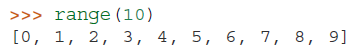 >>> range(10)
[0, 1, 2, 3, 4, 5, 6, 7, 8, 9]